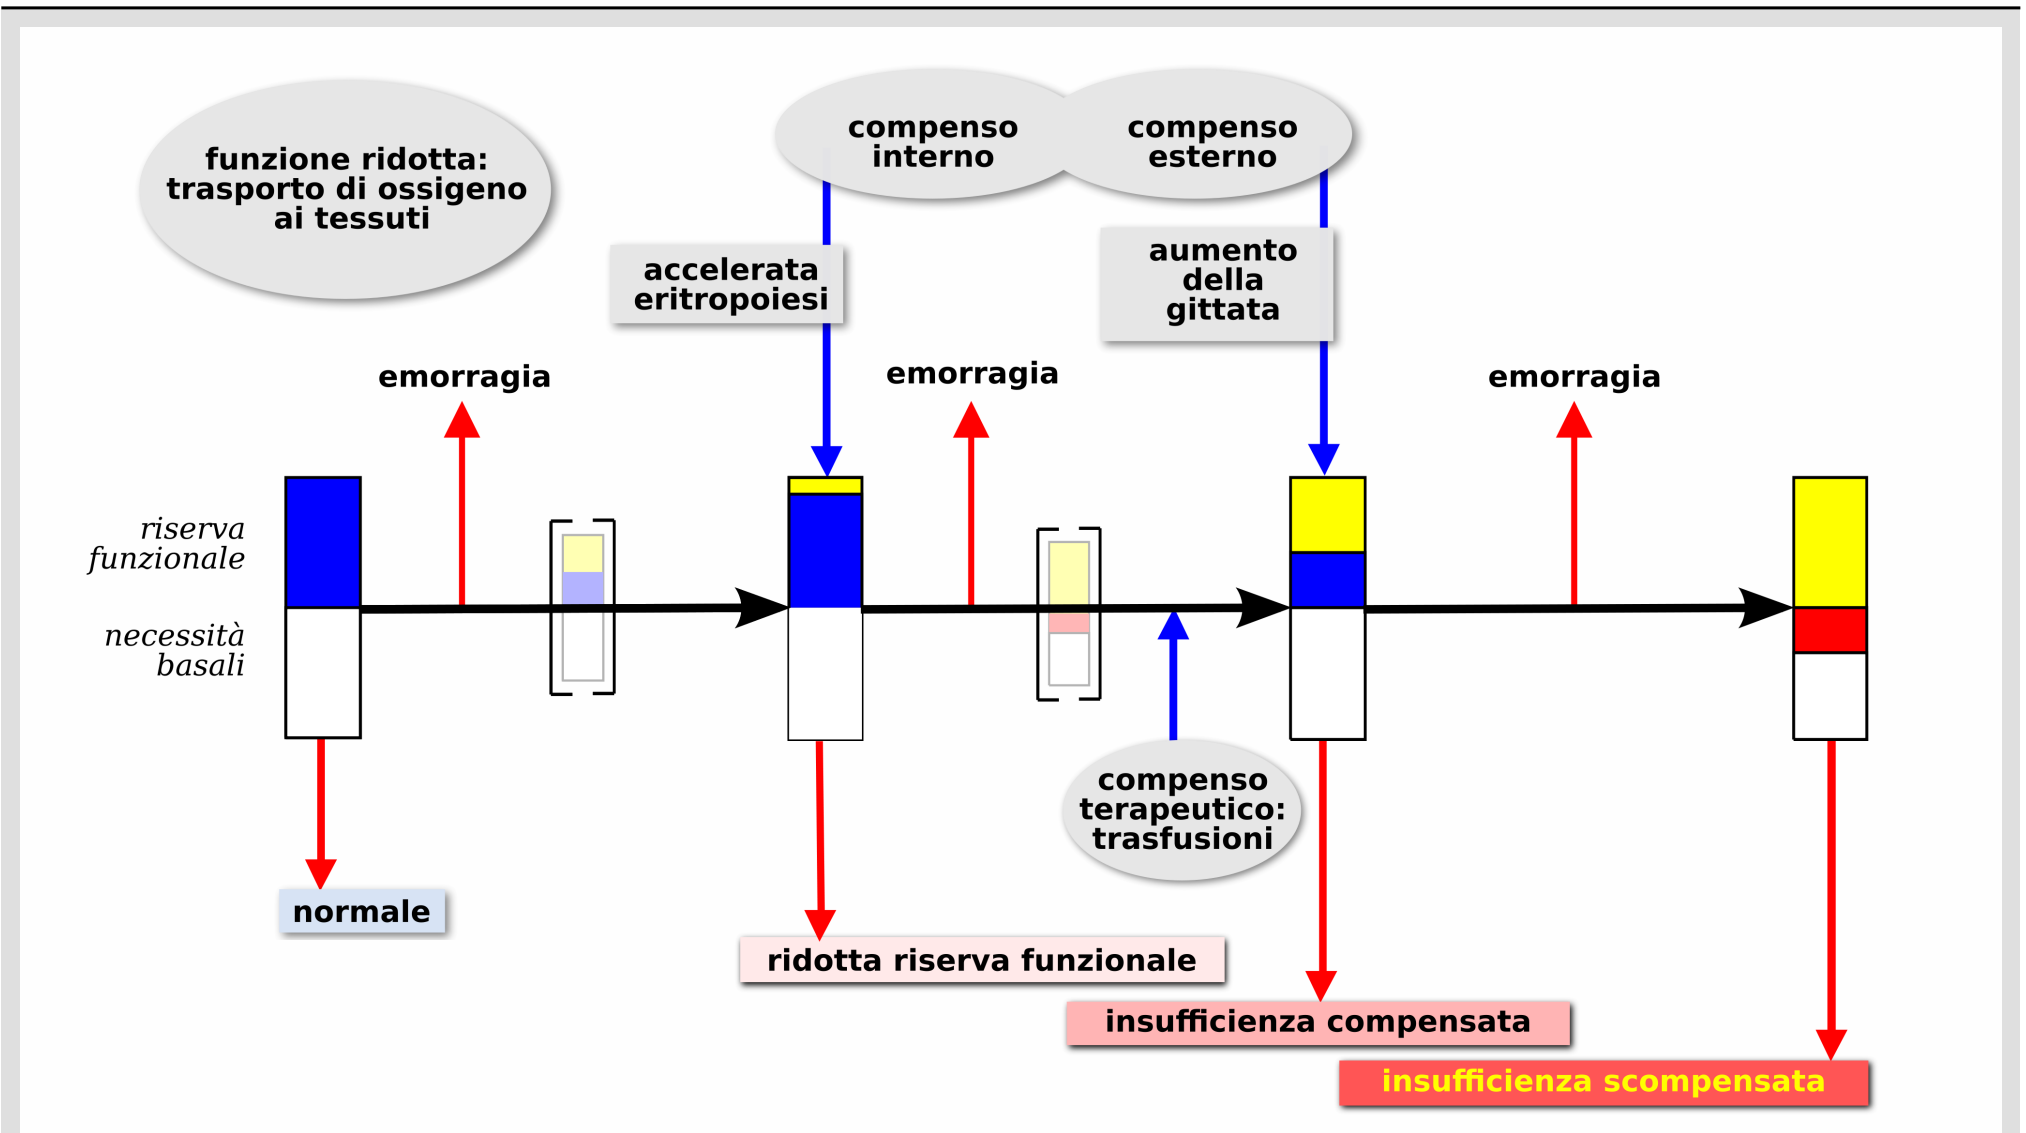 funzione ridotta:
trasporto di ossigeno
ai tessuti
compenso
interno
compenso
esterno
accelerata
eritropoiesi
aumento
della
gittata
emorragia
emorragia
emorragia
riserva
funzionale
necessità
basali
compenso
terapeutico:
trasfusioni
normale
ridotta riserva funzionale
insufficienza compensata
insufficienza scompensata